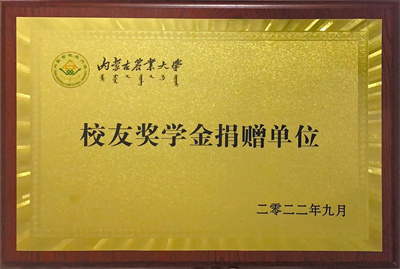 内蒙古农业大学
校友奖学金捐赠单位
二零二二年九月